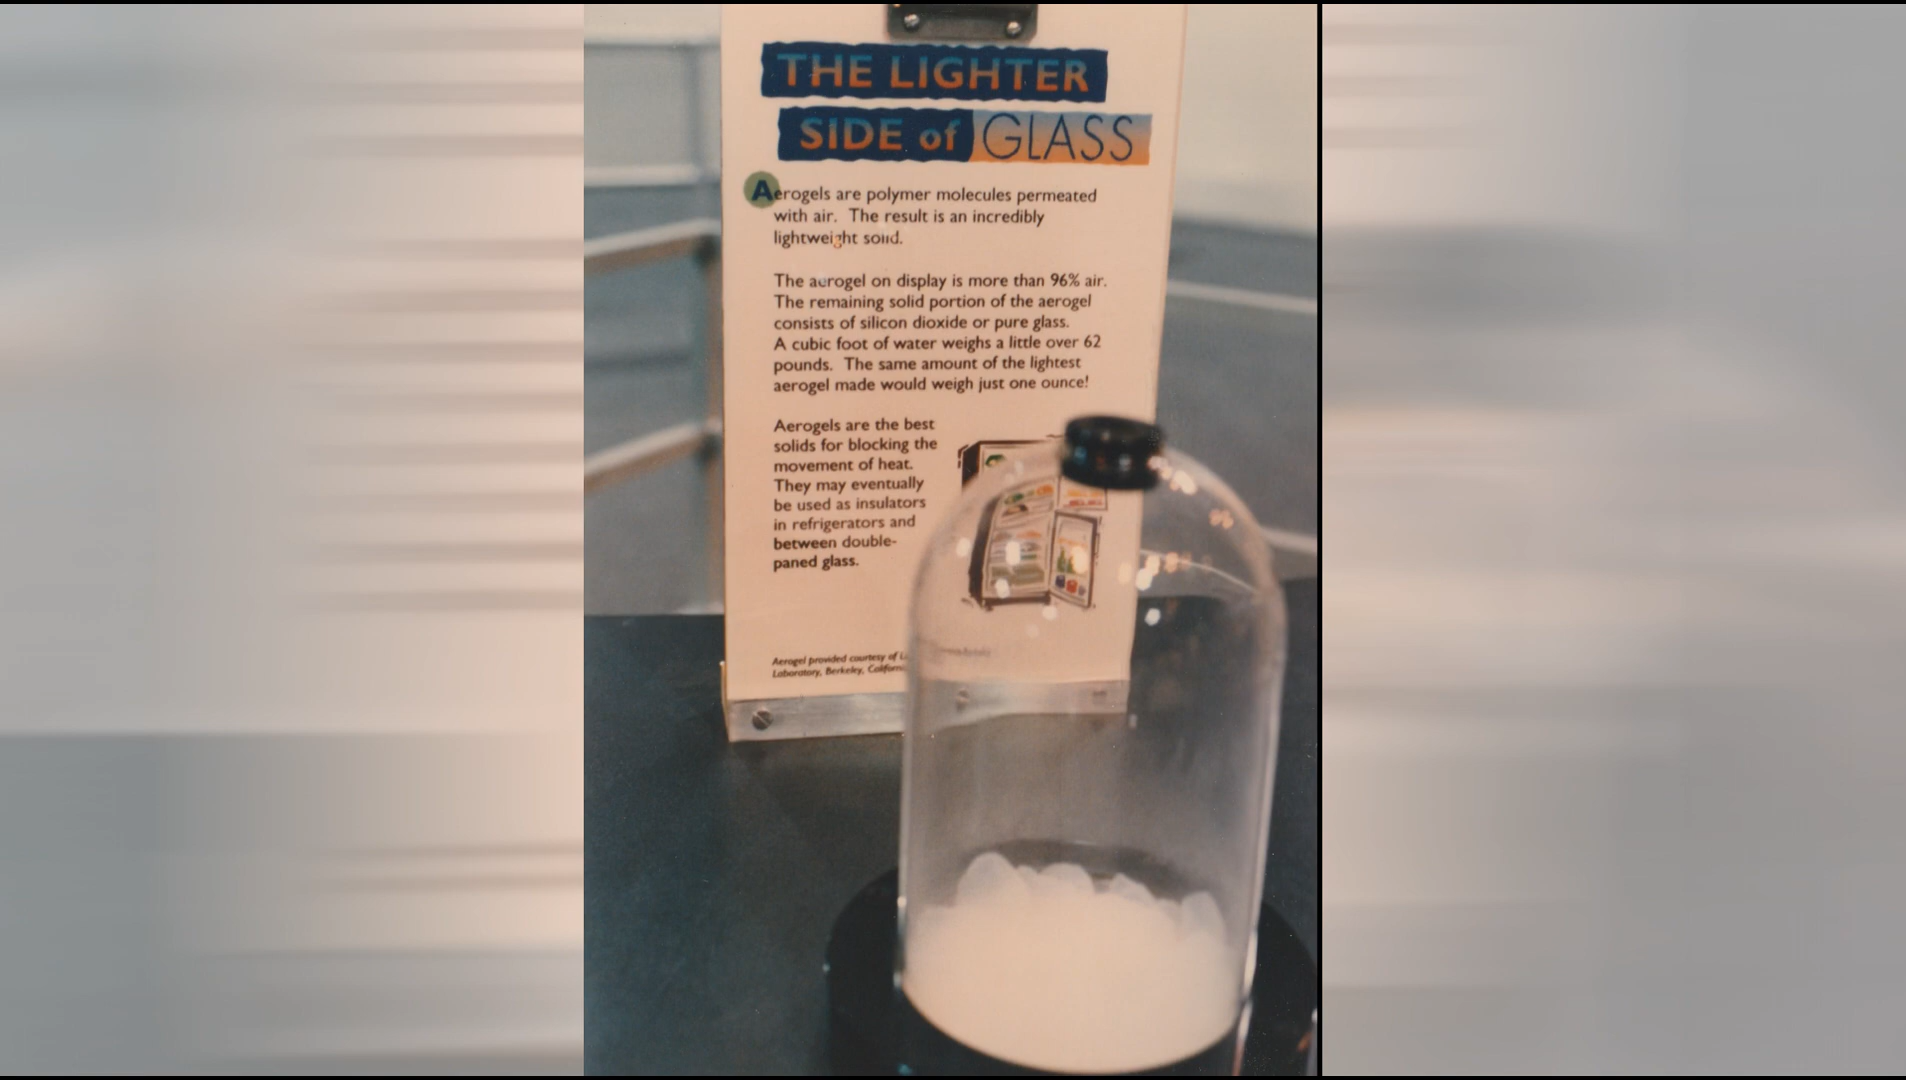 THE LIGHTER
SIDE of GLASS
Aerogels are polymer molecules permeated
with air. The result is an incredibly
lightweight solid.
The aerogel on display is more than 96% air.
The remaining solid portion of the aerogel
consists of silicon dioxide or pure glass.
A cubic foot of water weighs a little over 62
pounds. The same amount of the lightest
aerogel made would weigh just one ounce!
Aerogels are the best
solids for blocking the
movement of heat.
They may eventually
be used as insulators
in refrigerators and
between double-
paned glass.
Aerogel provided courtesy of
Laboratory, Berkeley,